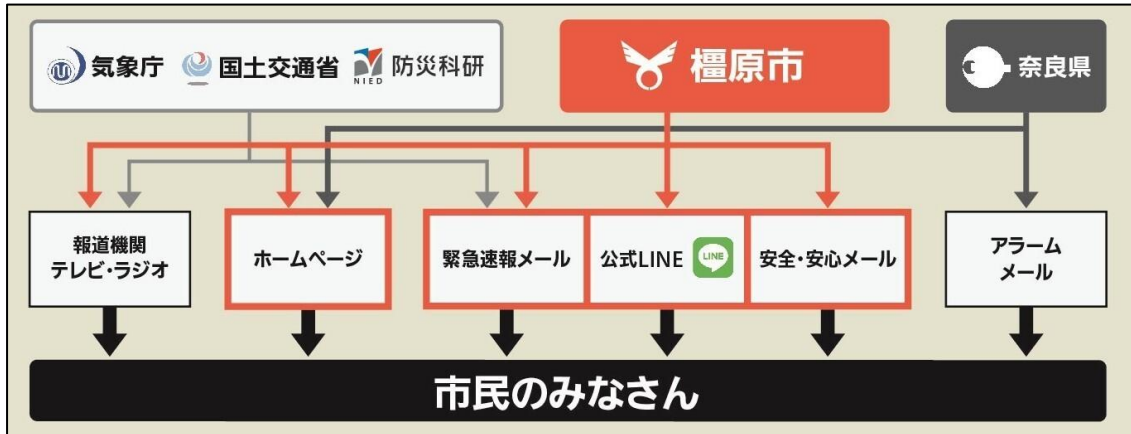 気象庁 国土交通省 NIED 防災科研
橿原市
奈良県
報道機関
テレビ・ラジオ
ホームページ
緊急速報メール
公式LINE LINE
安全・安心メール
アラーム
メール
市民のみなさん